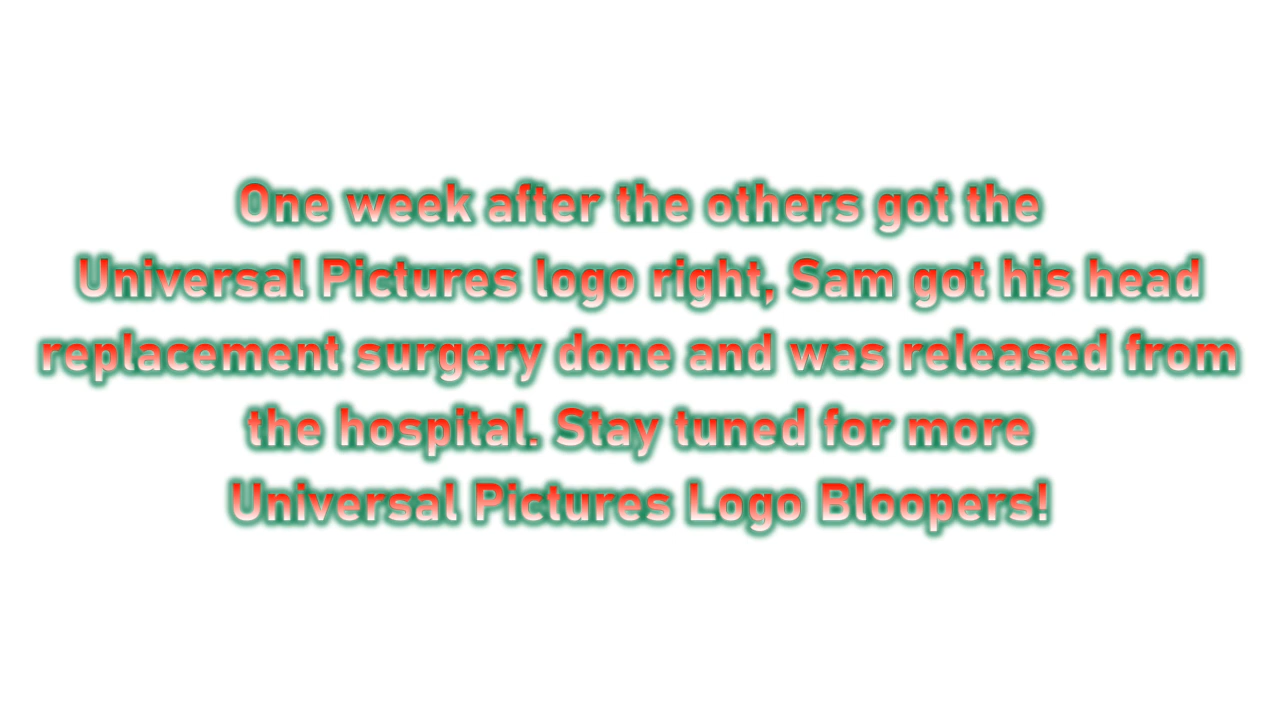 One week after the others got the
Universal Pictures logo right, Sam got his head
replacement surgery done and was released from
the hospital. Stay tuned for more
Universal Pictures Logo Bloopers!